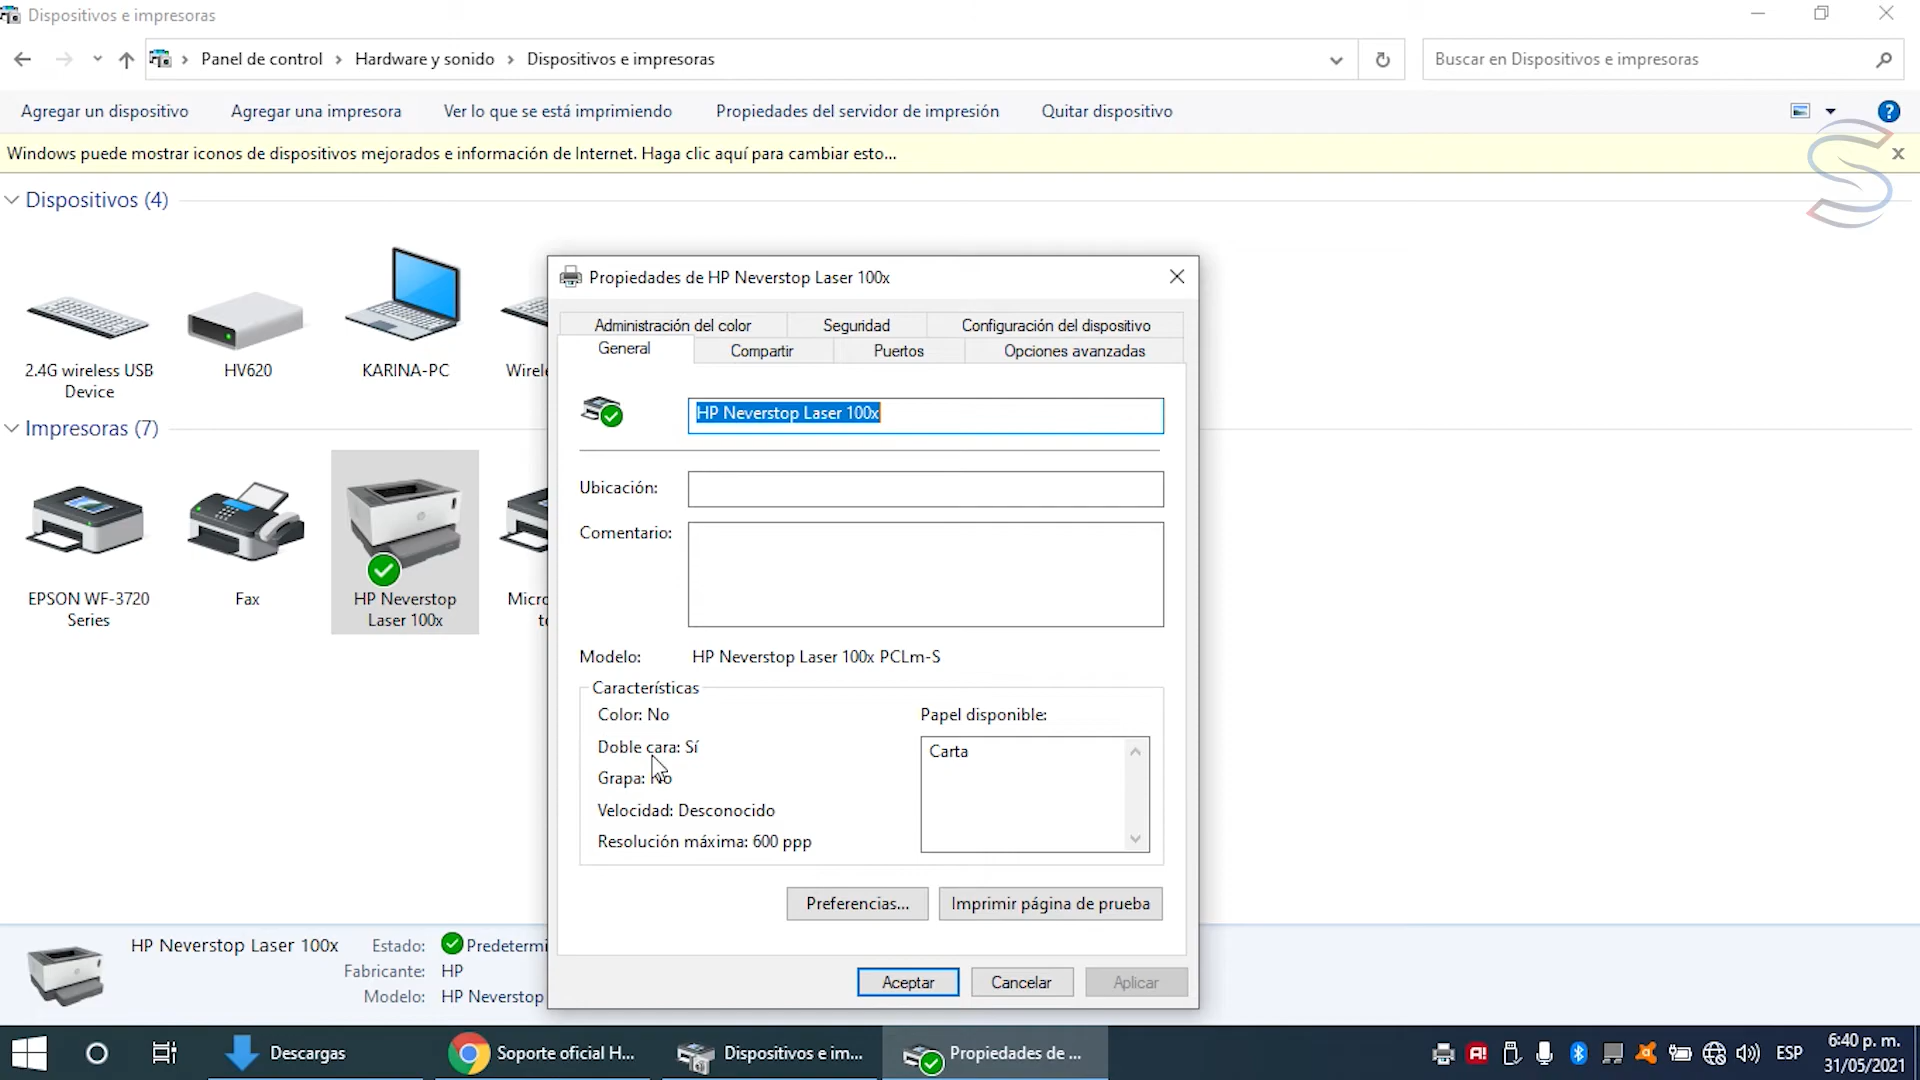 Dispositivos e impresoras
Panel de control › Hardware y sonido › Dispositivos e impresoras
Buscar en Dispositivos e impresoras
Agregar un dispositivo
Agregar una impresora
Ver lo que se está imprimiendo
Propiedades del servidor de impresión
Quitar dispositivo
Windows puede mostrar iconos de dispositivos mejorados e información de Internet. Haga clic aquí para cambiar esto...
Dispositivos (4)
2.4G wireless USB
Device
HV620
KARINA-PC
Impresoras (7)
EPSON WF-3720
Series
Fax
HP Neverstop
Laser 100x
Propiedades de HP Neverstop Laser 100x
Administración del color
Seguridad
Configuración del dispositivo
General
Compartir
Puertos
Opciones avanzadas
HP Neverstop Laser 100x
Ubicación:
Comentario:
Modelo: HP Neverstop Laser 100x PCLm-S
Características
Color: No
Doble cara: Sí
Grapa: No
Velocidad: Desconocido
Resolución máxima: 600 ppp
Papel disponible:
Carta
Preferencias...
Imprimir página de prueba
Aceptar
Cancelar
Aplicar
HP Neverstop Laser 100x
Estado:
Fabricante: HP
Modelo: HP Neverstop
Descargas
Soporte oficial H...
Dispositivos e im...
Propiedades de ...
ESP
6:40 p. m.
31/05/2021